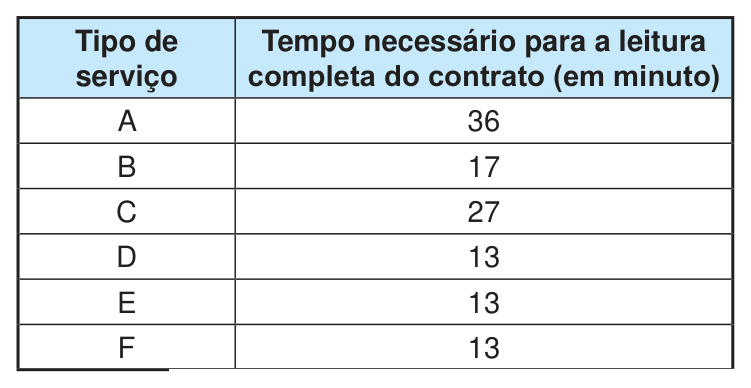 Tipo de serviço
Tempo necessário para a leitura completa do contrato (em minuto)
A 36
B 17
C 27
D 13
E 13
F 13